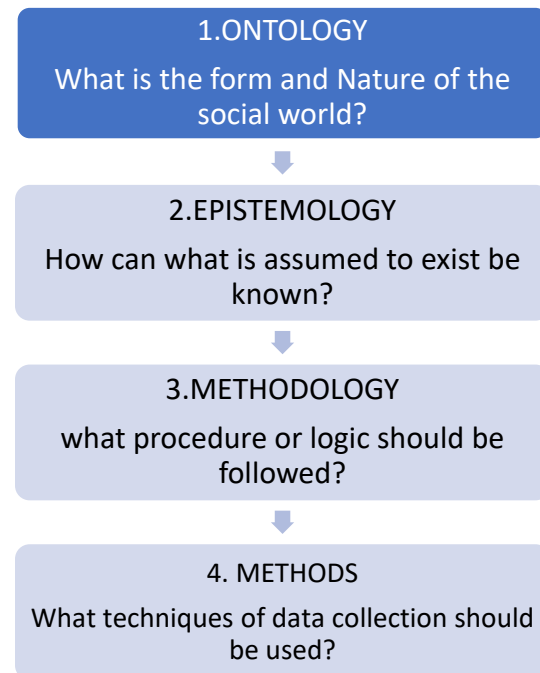 1.ONTOLOGY
What is the form and Nature of the
social world?
2.EPISTEMOLOGY
How can what is assumed to exist be
known?
3.METHODOLOGY
what procedure or logic should be
followed?
4. METHODS
What techniques of data collection should
be used?